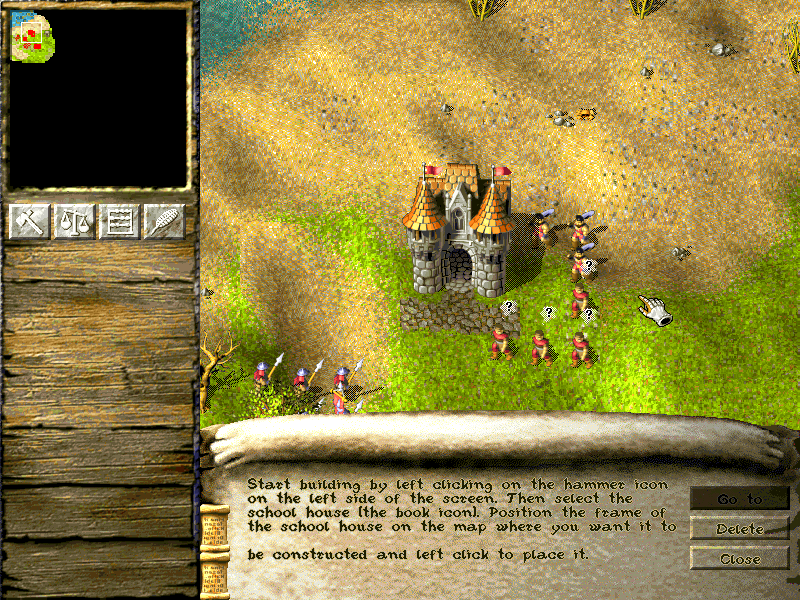 ?
?
?
?
Start building by left clicking on the hammer icon
on the left side of the screen. Then select the
school house [the book icon]. Position the frame of
the school house on the map where you want it to
be constructed and left click to place it.
Go to
Delete
Close